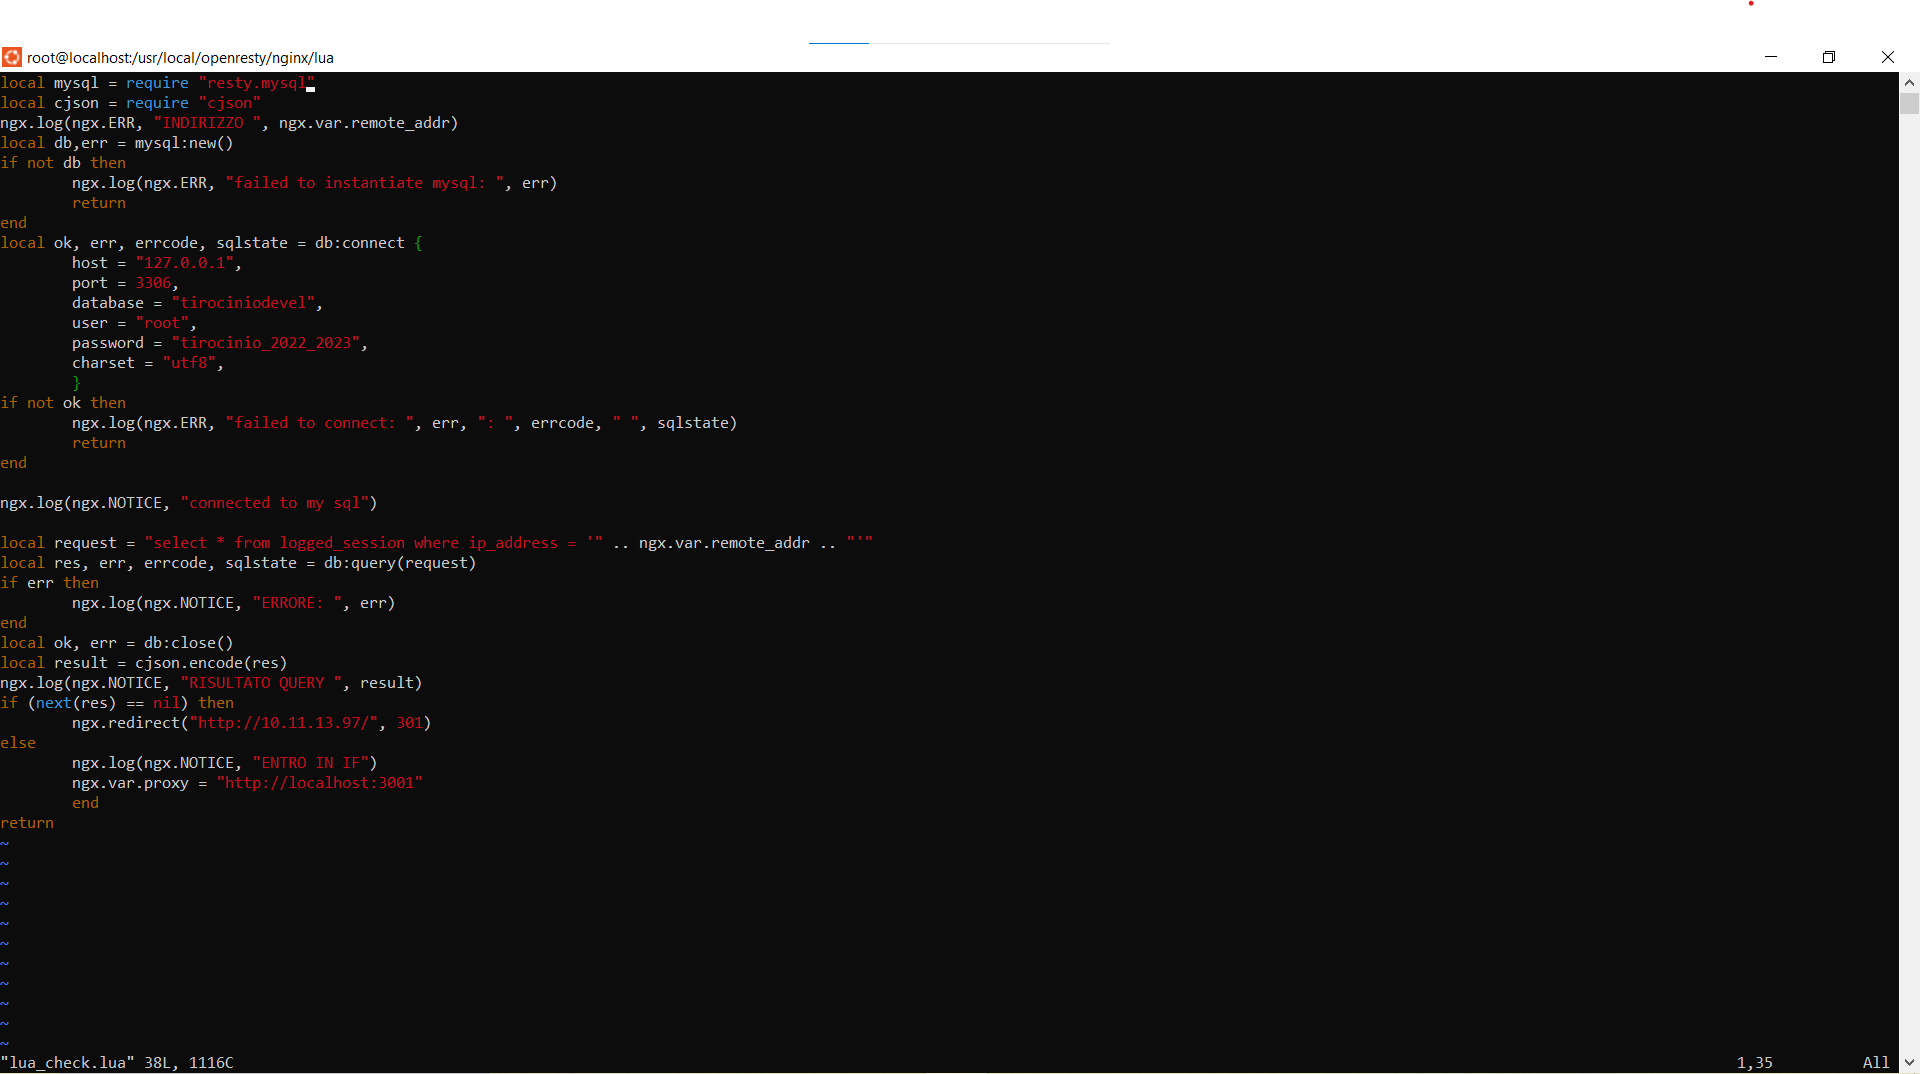 root@localhost:/usr/local/openresty/nginx/lua
local mysql = require "resty.mysql"
local cjson = require "cjson"
ngx.log(ngx.ERR, "INDIRIZZO ", ngx.var.remote_addr)
local db,err = mysql:new()
if not db then
        ngx.log(ngx.ERR, "failed to instantiate mysql: ", err)
        return
end
local ok, err, errcode, sqlstate = db:connect {
        host = "127.0.0.1",
        port = 3306,
        database = "tirociniodevel",
        user = "root",
        password = "tirocinio_2022_2023",
        charset = "utf8",
        }
if not ok then
        ngx.log(ngx.ERR, "failed to connect: ", err, ": ", errcode, " ", sqlstate)
        return
end

ngx.log(ngx.NOTICE, "connected to my sql")

local request = "select * from logged_session where ip_address = '" .. ngx.var.remote_addr .. "'"
local res, err, errcode, sqlstate = db:query(request)
if err then
        ngx.log(ngx.NOTICE, "ERRORE: ", err)
end
local ok, err = db:close()
local result = cjson.encode(res)
ngx.log(ngx.NOTICE, "RISULTATO QUERY ", result)
if (next(res) == nil) then
        ngx.redirect("http://10.11.13.97/", 301)
else
        ngx.log(ngx.NOTICE, "ENTRO IN IF")
        ngx.var.proxy = "http://localhost:3001"
        end
return
~
~
~
~
~
~
~
~
~
~
~
"lua_check.lua" 38L, 1116C 1,35 All